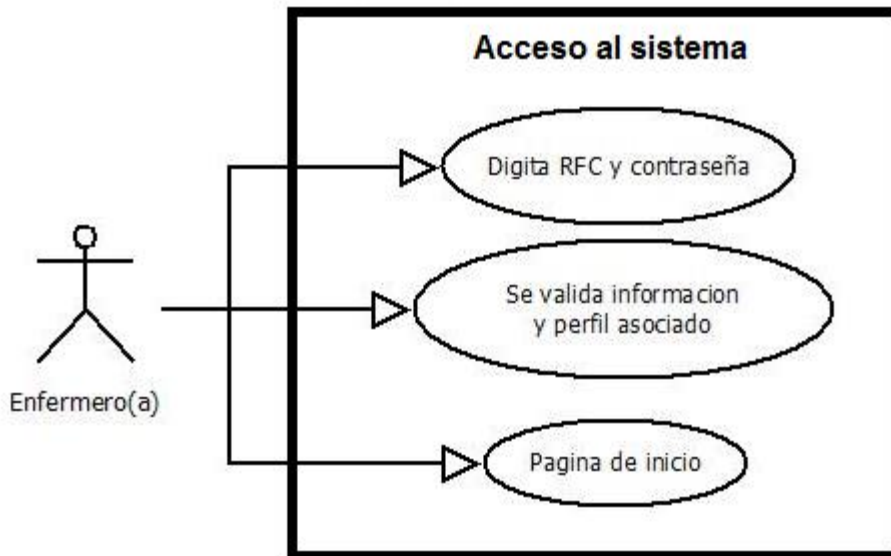 Acceso al sistema
Digita RFC y contraseña
Se valida informacion
y perfil asociado
Enfermero(a)
Pagina de inicio